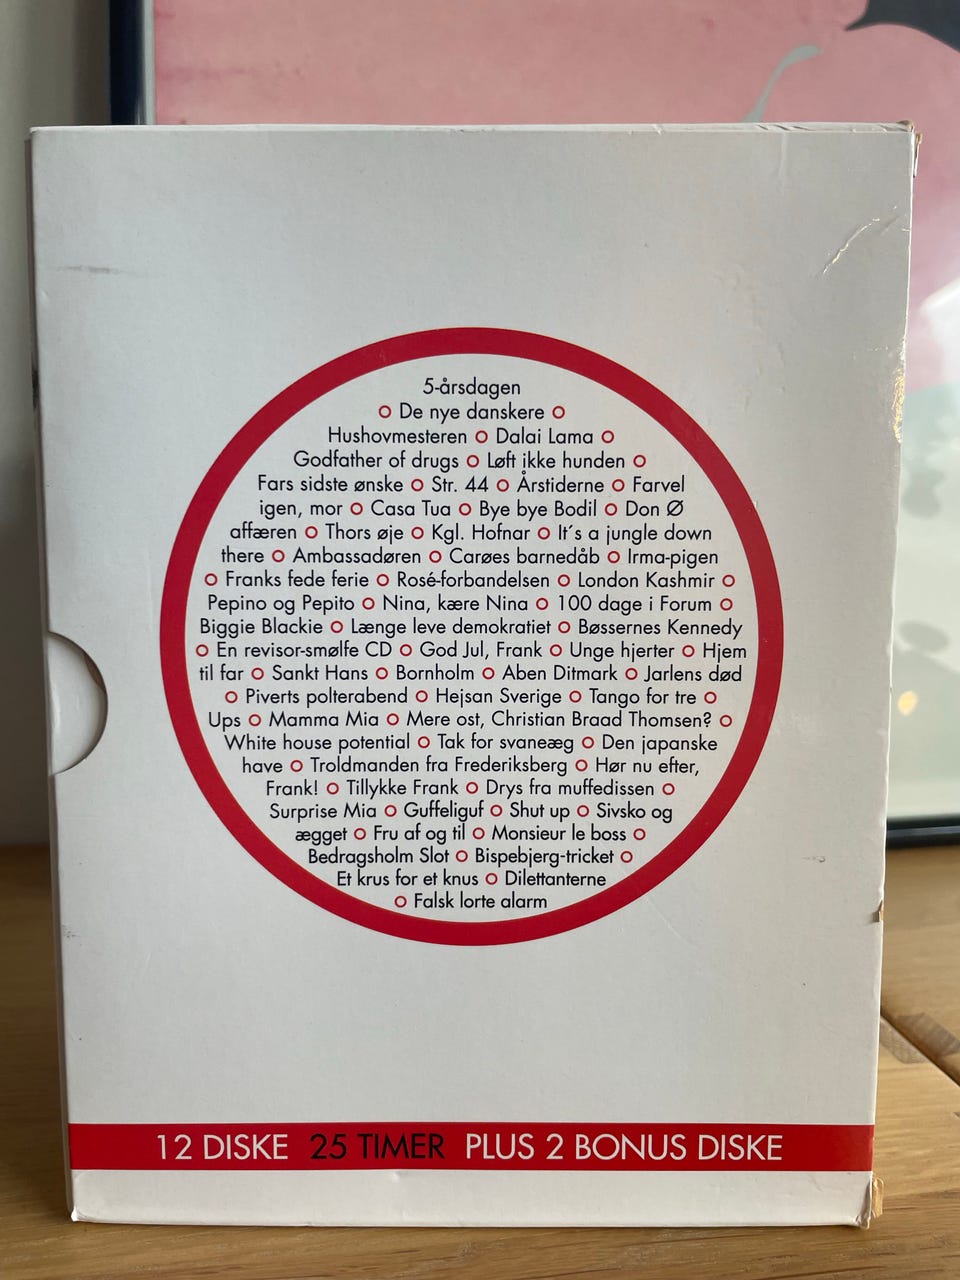 5-årsdagen
o De nye danskere o
Hushovmesteren o Dalai Lama o
Godfather of drugs o Løft ikke hunden o
Fars sidste ønske o Str. 44 o Årstiderne o Farvel
igen, mor o Casa Tua o Bye bye Bodil o Don Ø
affæren o Thors øje o Kgl. Hofnar o It´s a jungle down
there o Ambassadøren o Carøes barnedåb o Irma-pigen
o Franks fede ferie o Rosé-forbandelsen o London Kashmir o
Pepino og Pepito o Nina, kære Nina o 100 dage i Forum o
Biggie Blackie o Længe leve demokratiet o Bøssernes Kennedy
o En revisor-smølfe CD o God Jul, Frank o Unge hjerter o Hjem
til far o Sankt Hans o Bornholm o Aben Ditmark o Jarlens død
o Piverts polterabend o Hejsan Sverige o Tango for tre o
Ups o Mamma Mia o Mere ost, Christian Braad Thomsen? o
White house potential o Tak for svaneæg o Den japanske
have o Troldmanden fra Frederiksberg o Hør nu efter,
Frank! o Tillykke Frank o Drys fra muffedissen o
Surprise Mia o Guffeliguf o Shut up o Sivsko og
ægget o Fru af og til o Monsieur le boss o
Bedragsholm Slot o Bispebjerg-tricket o
Et krus for et knus o Dilettanterne
o Falsk lorte alarm
12 DISKE 25 TIMER PLUS 2 BONUS DISKE